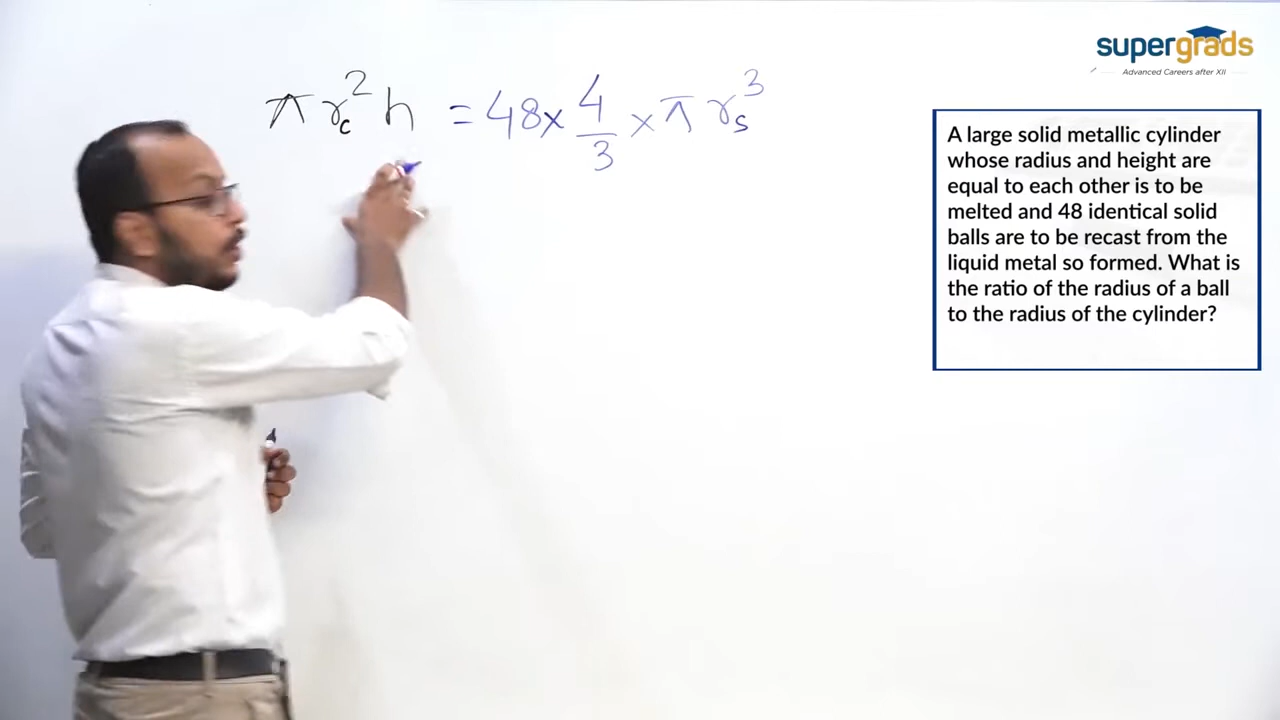 supergrads
Advanced Careers after XII
π r_c² h = 48 × 4/3 × π r_s³
A large solid metallic cylinder
whose radius and height are
equal to each other is to be
melted and 48 identical solid
balls are to be recast from the
liquid metal so formed. What is
the ratio of the radius of a ball
to the radius of the cylinder?